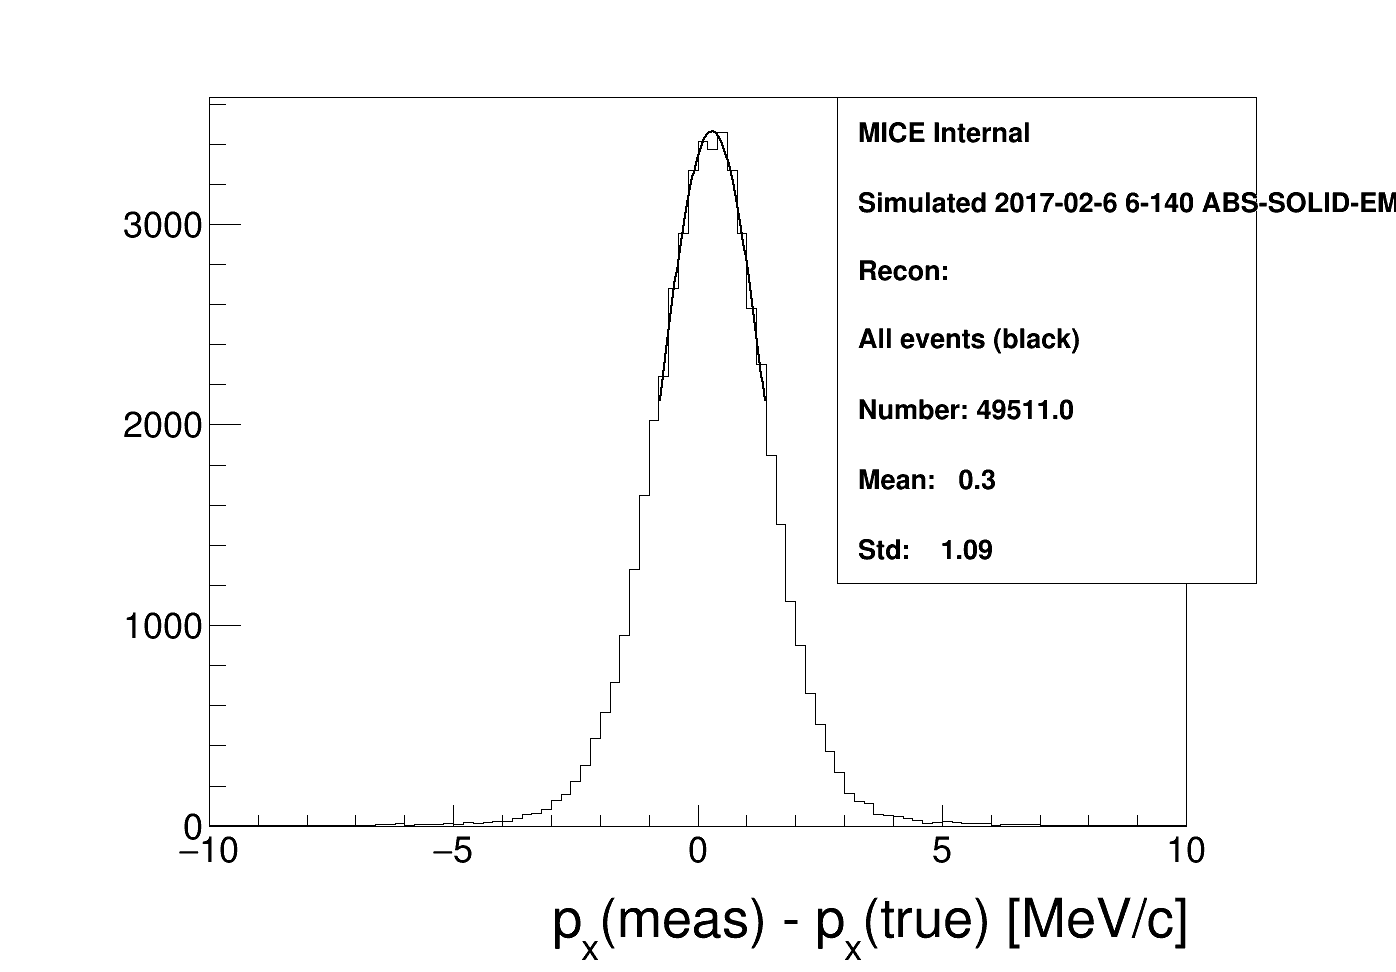 MICE Internal
Simulated 2017-02-6 6-140 ABS-SOLID-EM
Recon:
All events (black)
Number: 49511.0
Mean: 0.3
Std: 1.09
3000
2000
1000
0
−10 −5 0 5 10
px(meas) - px(true) [MeV/c]